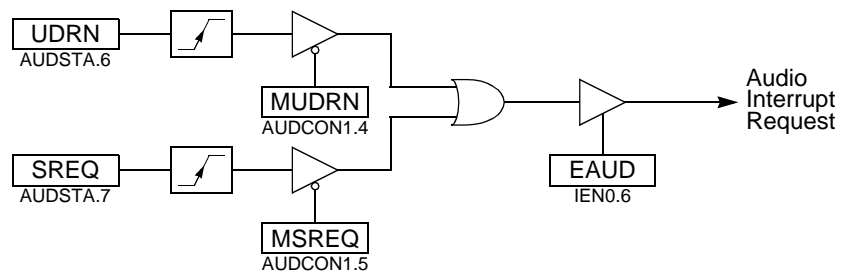 UDRN
AUDSTA.6
MUDRN
AUDCON1.4
Audio
Interrupt
Request
SREQ
AUDSTA.7
EAUD
IEN0.6
MSREQ
AUDCON1.5